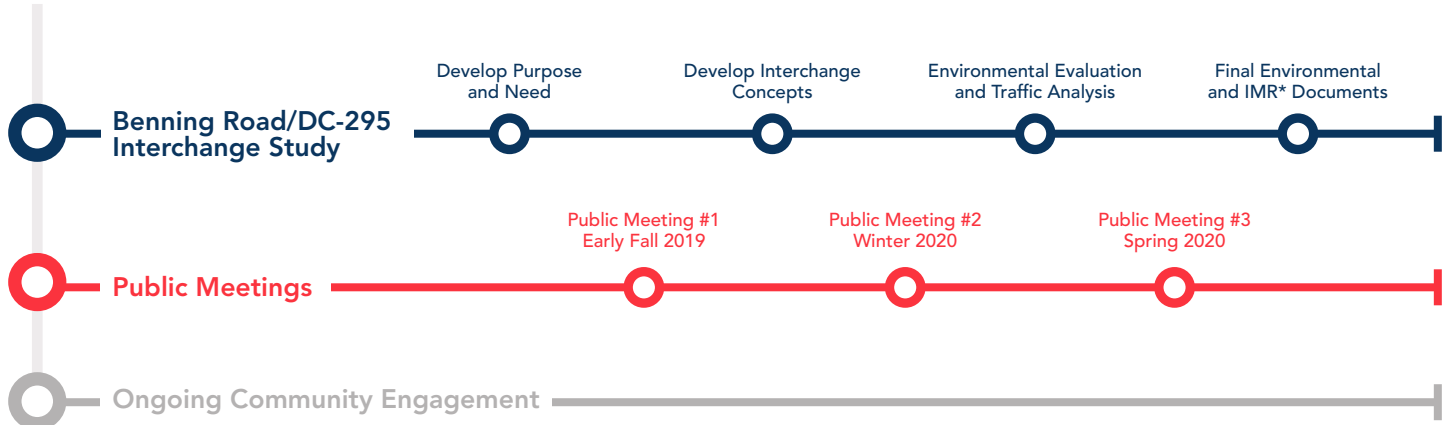 Develop Purpose
and Need
Develop Interchange
Concepts
Environmental Evaluation
and Traffic Analysis
Final Environmental
and IMR* Documents
Benning Road/DC-295
Interchange Study
Public Meeting #1
Early Fall 2019
Public Meeting #2
Winter 2020
Public Meeting #3
Spring 2020
Public Meetings
Ongoing Community Engagement